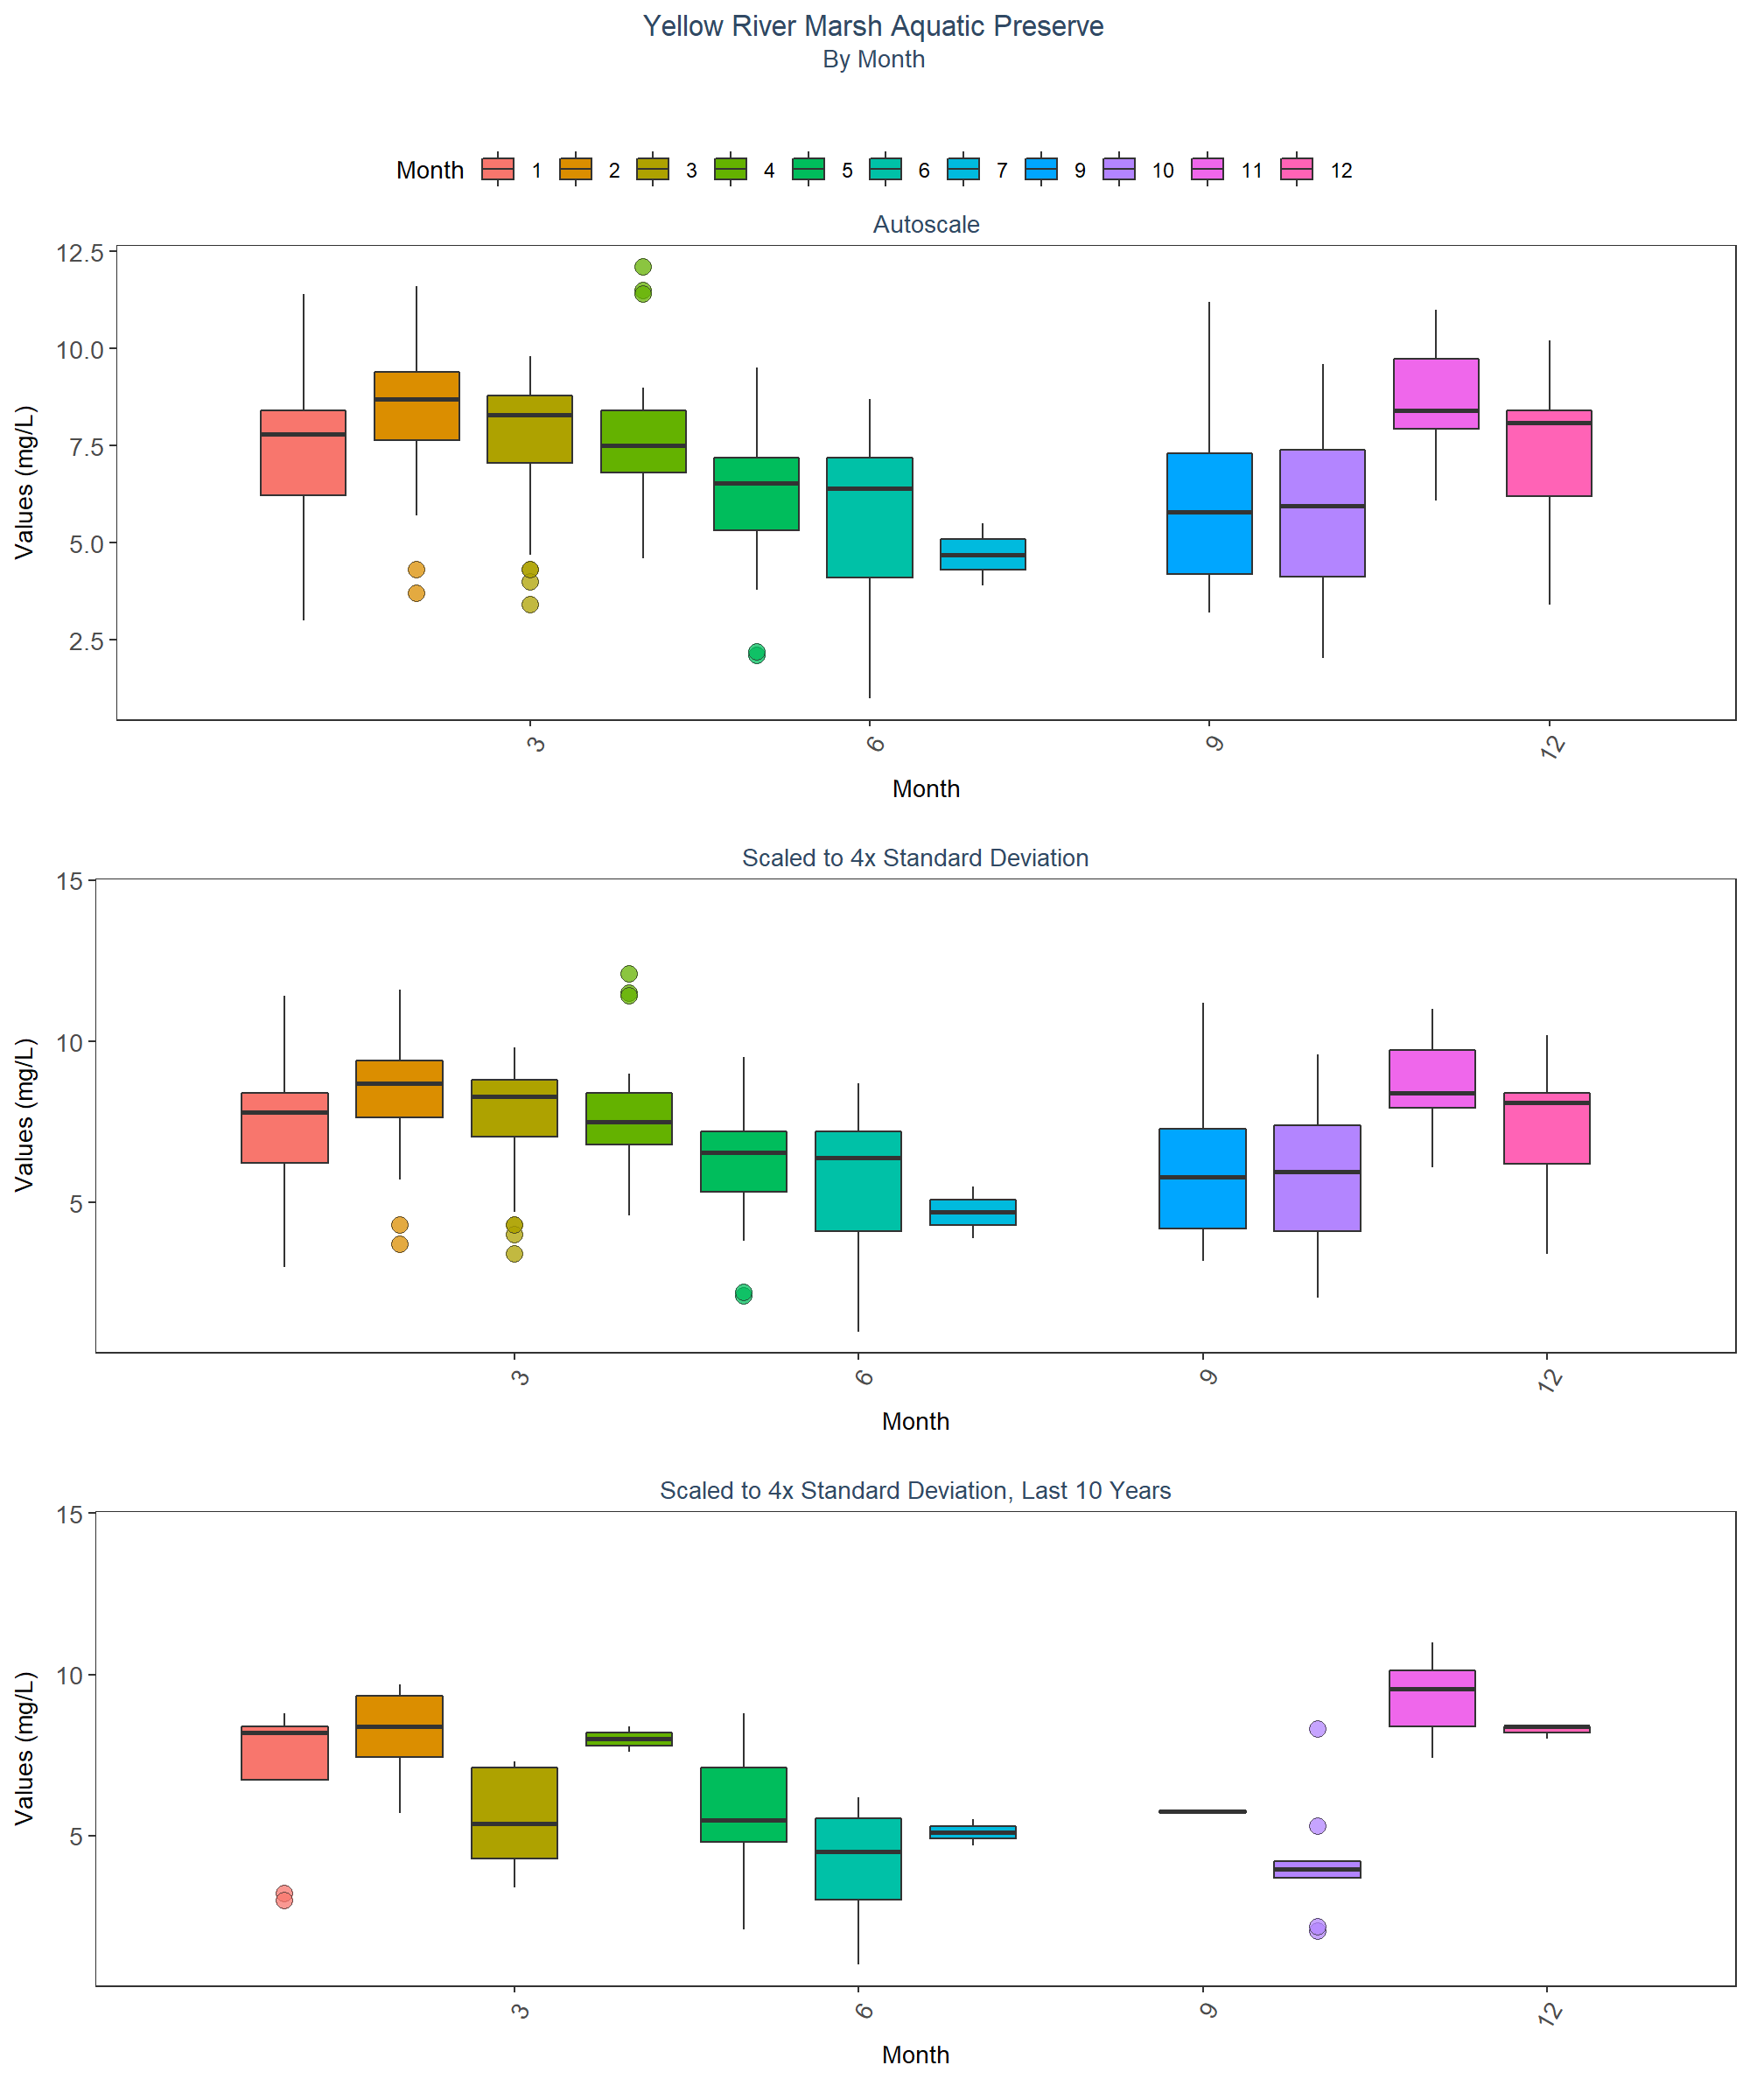 Yellow River Marsh Aquatic Preserve
By Month
Month 1 2 3 4 5 6 7 9 10 11 12
Autoscale
12.5
10.0
7.5
5.0
2.5
Values (mg/L)
3 6 9 12
Month
Scaled to 4x Standard Deviation
15
10
5
Values (mg/L)
3 6 9 12
Month
Scaled to 4x Standard Deviation, Last 10 Years
15
10
5
Values (mg/L)
3 6 9 12
Month